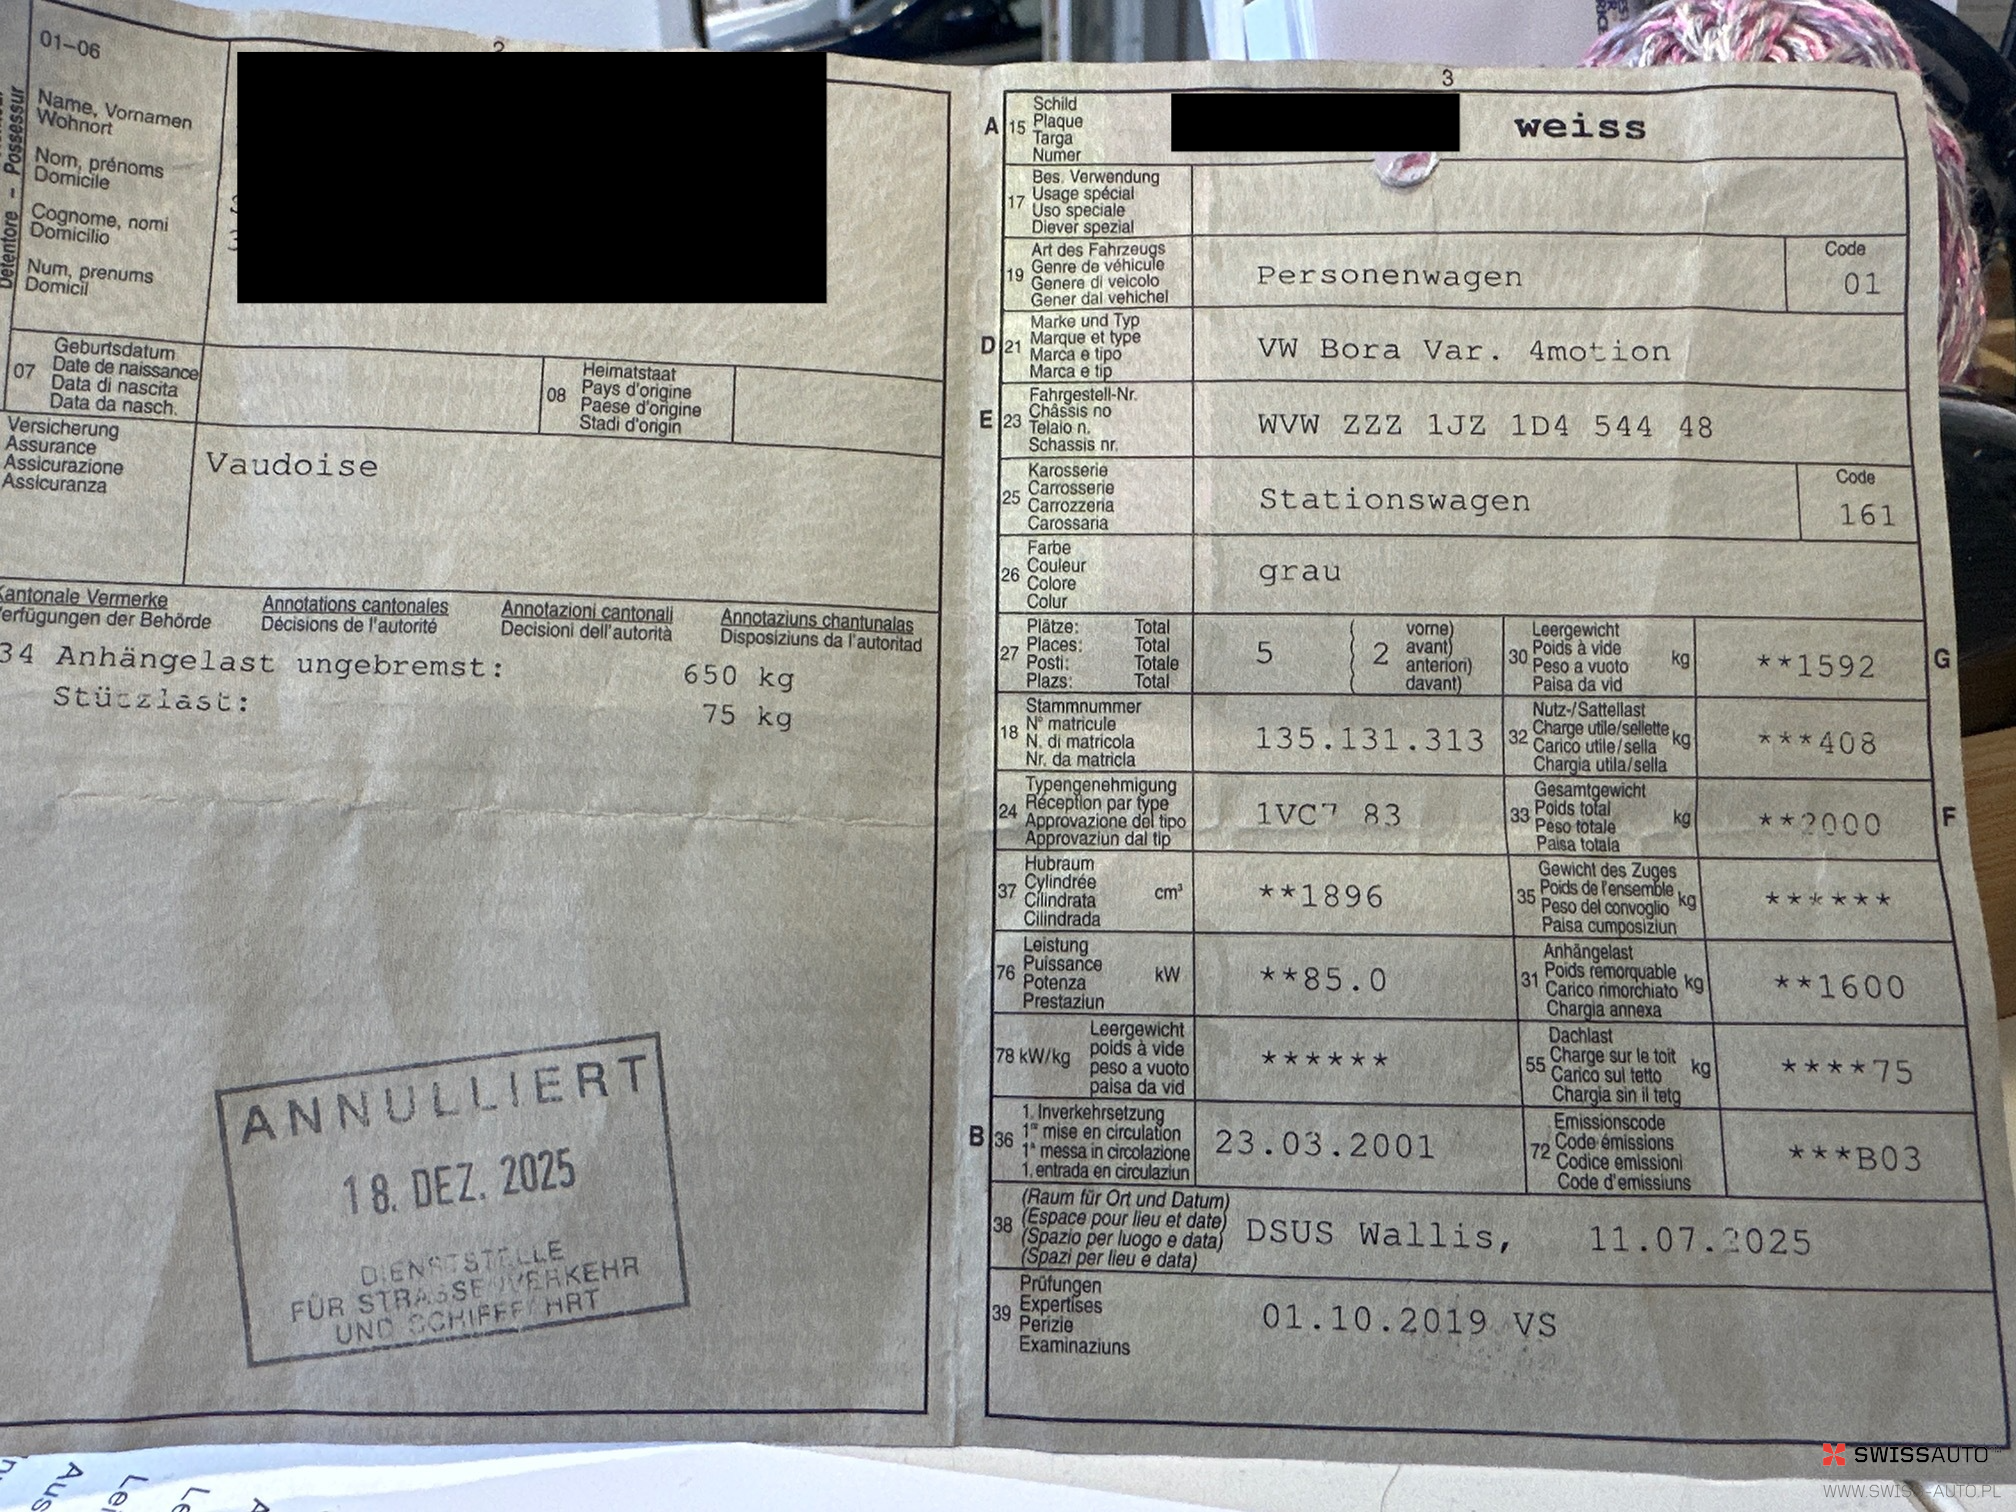 2
01–06
Name, Vornamen
Wohnort
Nom, prénoms
Domicile
Cognome, nomi
Domicilio
Num, prenums
Domicil
Detentore – Possessur
07
Geburtsdatum
Date de naissance
Data di nascita
Data da nasch.
08
Heimatstaat
Pays d'origine
Paese d'origine
Stadi d'origin
Versicherung
Assurance
Assicurazione
Assicuranza
Vaudoise
Kantonale Vermerke
Verfügungen der Behörde
Annotations cantonales
Décisions de l'autorité
Annotazioni cantonali
Decisioni dell'autorità
Annotaziuns chantunalas
Disposiziuns da l'autoritad
34 Anhängelast ungebremst: 650 kg
Stützlast: 75 kg
ANNULLIERT
18. DEZ. 2025
DIENSTSTELLE
FÜR STRASSENVERKEHR
UND SCHIFFFAHRT
3
A 15
Schild
Plaque
Targa
Numer
weiss
17
Bes. Verwendung
Usage spécial
Uso speciale
Diever spezial
19
Art des Fahrzeugs
Genre de véhicule
Genere di veicolo
Gener dal vehichel
Personenwagen
Code
01
D 21
Marke und Typ
Marque et type
Marca e tipo
Marca e tip
VW Bora Var. 4motion
E 23
Fahrgestell-Nr.
Châssis no
Telaio n.
Schassis nr.
WVW ZZZ 1JZ 1D4 544 48
25
Karosserie
Carrosserie
Carrozzeria
Carossaria
Stationswagen
Code
161
26
Farbe
Couleur
Colore
Colur
grau
27
Plätze: Total
Places: Total
Posti: Totale
Plazs: Total
5
2
vorne)
avant)
anteriori)
davant)
30
Leergewicht
Poids à vide
Peso a vuoto
Paisa da vid
kg
**1592
G
18
Stammnummer
N° matricule
N. di matricola
Nr. da matricla
135.131.313
32
Nutz-/Sattellast
Charge utile/sellette
Carico utile/sella
Chargia utila/sella
kg
***408
24
Typengenehmigung
Réception par type
Approvazione del tipo
Approvaziun dal tip
1VC7 83
33
Gesamtgewicht
Poids total
Peso totale
Paisa totala
kg
**2000
F
37
Hubraum
Cylindrée
Cilindrata
Cilindrada
cm³
**1896
35
Gewicht des Zuges
Poids de l'ensemble
Peso del convoglio
Paisa cumposiziun
kg
******
76
Leistung
Puissance
Potenza
Prestaziun
kW
**85.0
31
Anhängelast
Poids remorquable
Carico rimorchiato
Chargia annexa
kg
**1600
78 kW/kg
Leergewicht
poids à vide
peso a vuoto
paisa da vid
******
55
Dachlast
Charge sur le toit
Carico sul tetto
Chargia sin il tetg
kg
****75
B 36
1. Inverkehrsetzung
1re mise en circulation
1a messa in circolazione
1. entrada en circulaziun
23.03.2001
72
Emissionscode
Code émissions
Codice emissioni
Code d'emissiuns
***B03
38
(Raum für Ort und Datum)
(Espace pour lieu et date)
(Spazio per luogo e data)
(Spazi per lieu e data)
DSUS Wallis, 11.07.2025
39
Prüfungen
Expertises
Perizie
Examinaziuns
01.10.2019 VS
SWISSAUTO
WWW.SWISS-AUTO.PL